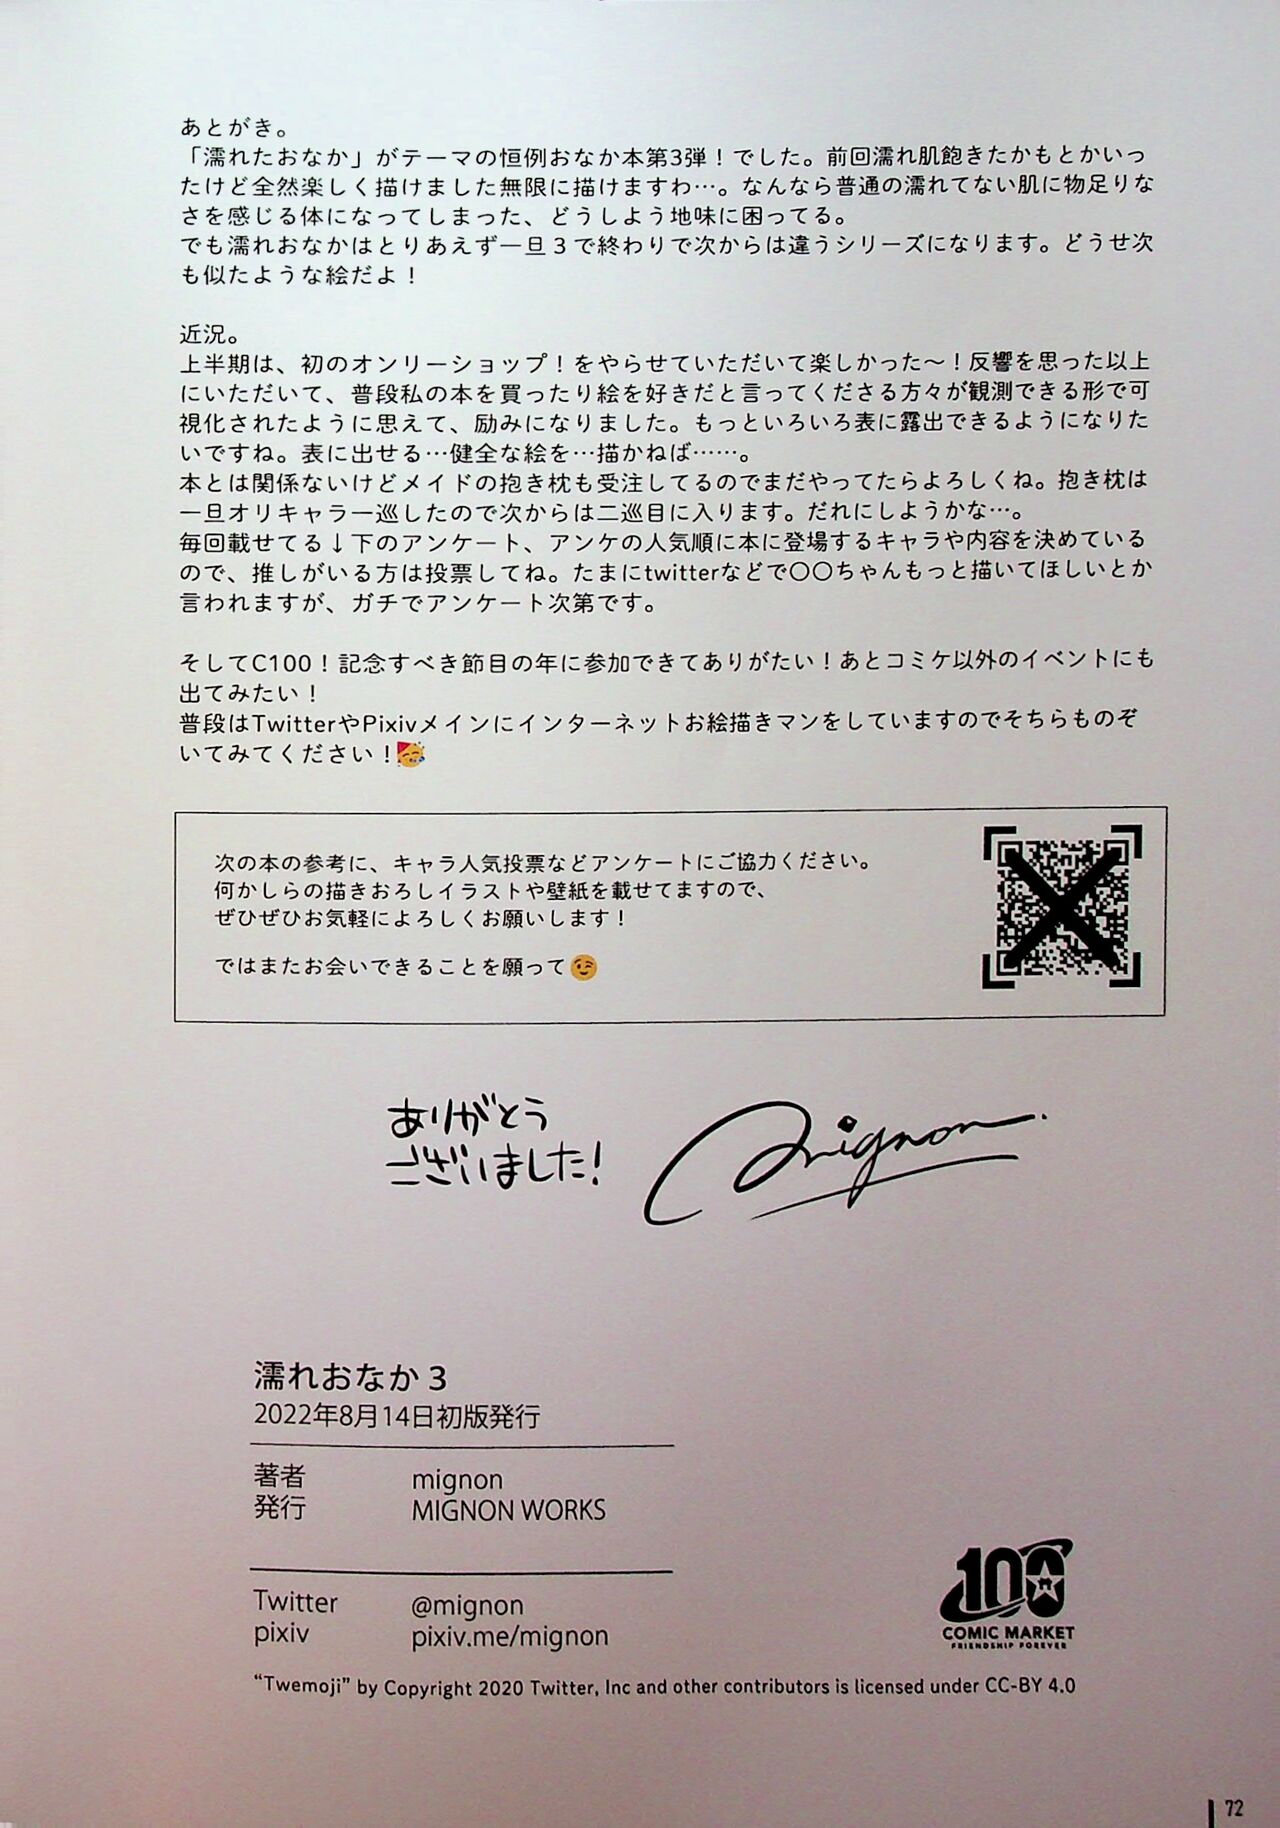 あとがき。
「濡れたおなか」がテーマの恒例おなか本第3弾！でした。前回濡れ肌飽きたかもとかいっ
たけど全然楽しく描けました無限に描けますわ…。なんなら普通の濡れてない肌に物足りな
さを感じる体になってしまった、どうしよう地味に困ってる。
でも濡れおなかはとりあえず一旦３で終わりで次からは違うシリーズになります。どうせ次
も似たような絵だよ！
近況。
上半期は、初のオンリーショップ！をやらせていただいて楽しかった〜！反響を思った以上
にいただいて、普段私の本を買ったり絵を好きだと言ってくださる方々が観測できる形で可
視化されたように思えて、励みになりました。もっといろいろ表に露出できるようになりた
いですね。表に出せる…健全な絵を…描かねば……。
本とは関係ないけどメイドの抱き枕も受注してるのでまだやってたらよろしくね。抱き枕は
一旦オリキャラ一巡したので次からは二巡目に入ります。だれにしようかな…。
毎回載せてる↓下のアンケート、アンケの人気順に本に登場するキャラや内容を決めている
ので、推しがいる方は投票してね。たまにtwitterなどで〇〇ちゃんもっと描いてほしいとか
言われますが、ガチでアンケート次第です。
そしてC100！記念すべき節目の年に参加できてありがたい！あとコミケ以外のイベントにも
出てみたい！
普段はTwitterやPixivメインにインターネットお絵描きマンをしていますのでそちらものぞ
いてみてください！🥳
次の本の参考に、キャラ人気投票などアンケートにご協力ください。
何かしらの描きおろしイラストや壁紙を載せてますので、
ぜひぜひお気軽によろしくお願いします！
ではまたお会いできることを願って😉
ありがとう
ございました！
mignon.
濡れおなか３
2022年8月14日初版発行
著者 mignon
発行 MIGNON WORKS
Twitter @mignon
pixiv pixiv.me/mignon
100
COMIC MARKET
FRIENDSHIP FOREVER
“Twemoji” by Copyright 2020 Twitter, Inc and other contributors is licensed under CC-BY 4.0
72